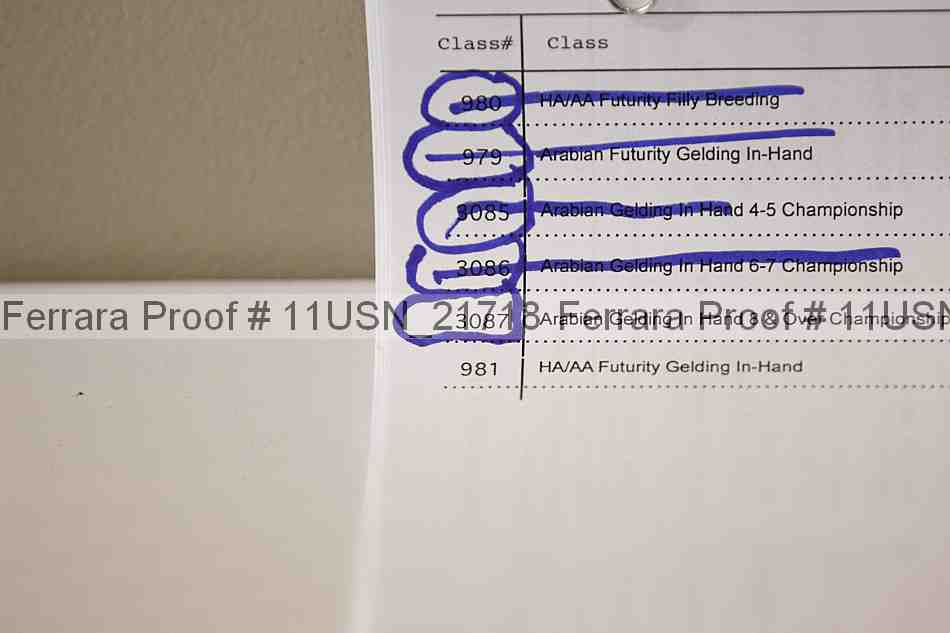 Class# Class
980 HA/AA Futurity Filly Breeding
979 Arabian Futurity Gelding In-Hand
3085 Arabian Gelding In Hand 4-5 Championship
3086 Arabian Gelding In Hand 6-7 Championship
3087 Arabian Gelding In Hand 8 & Over Championship
Ferrara Proof # 11USN_21718 Ferrara Proof # 11USN
981 HA/AA Futurity Gelding In-Hand